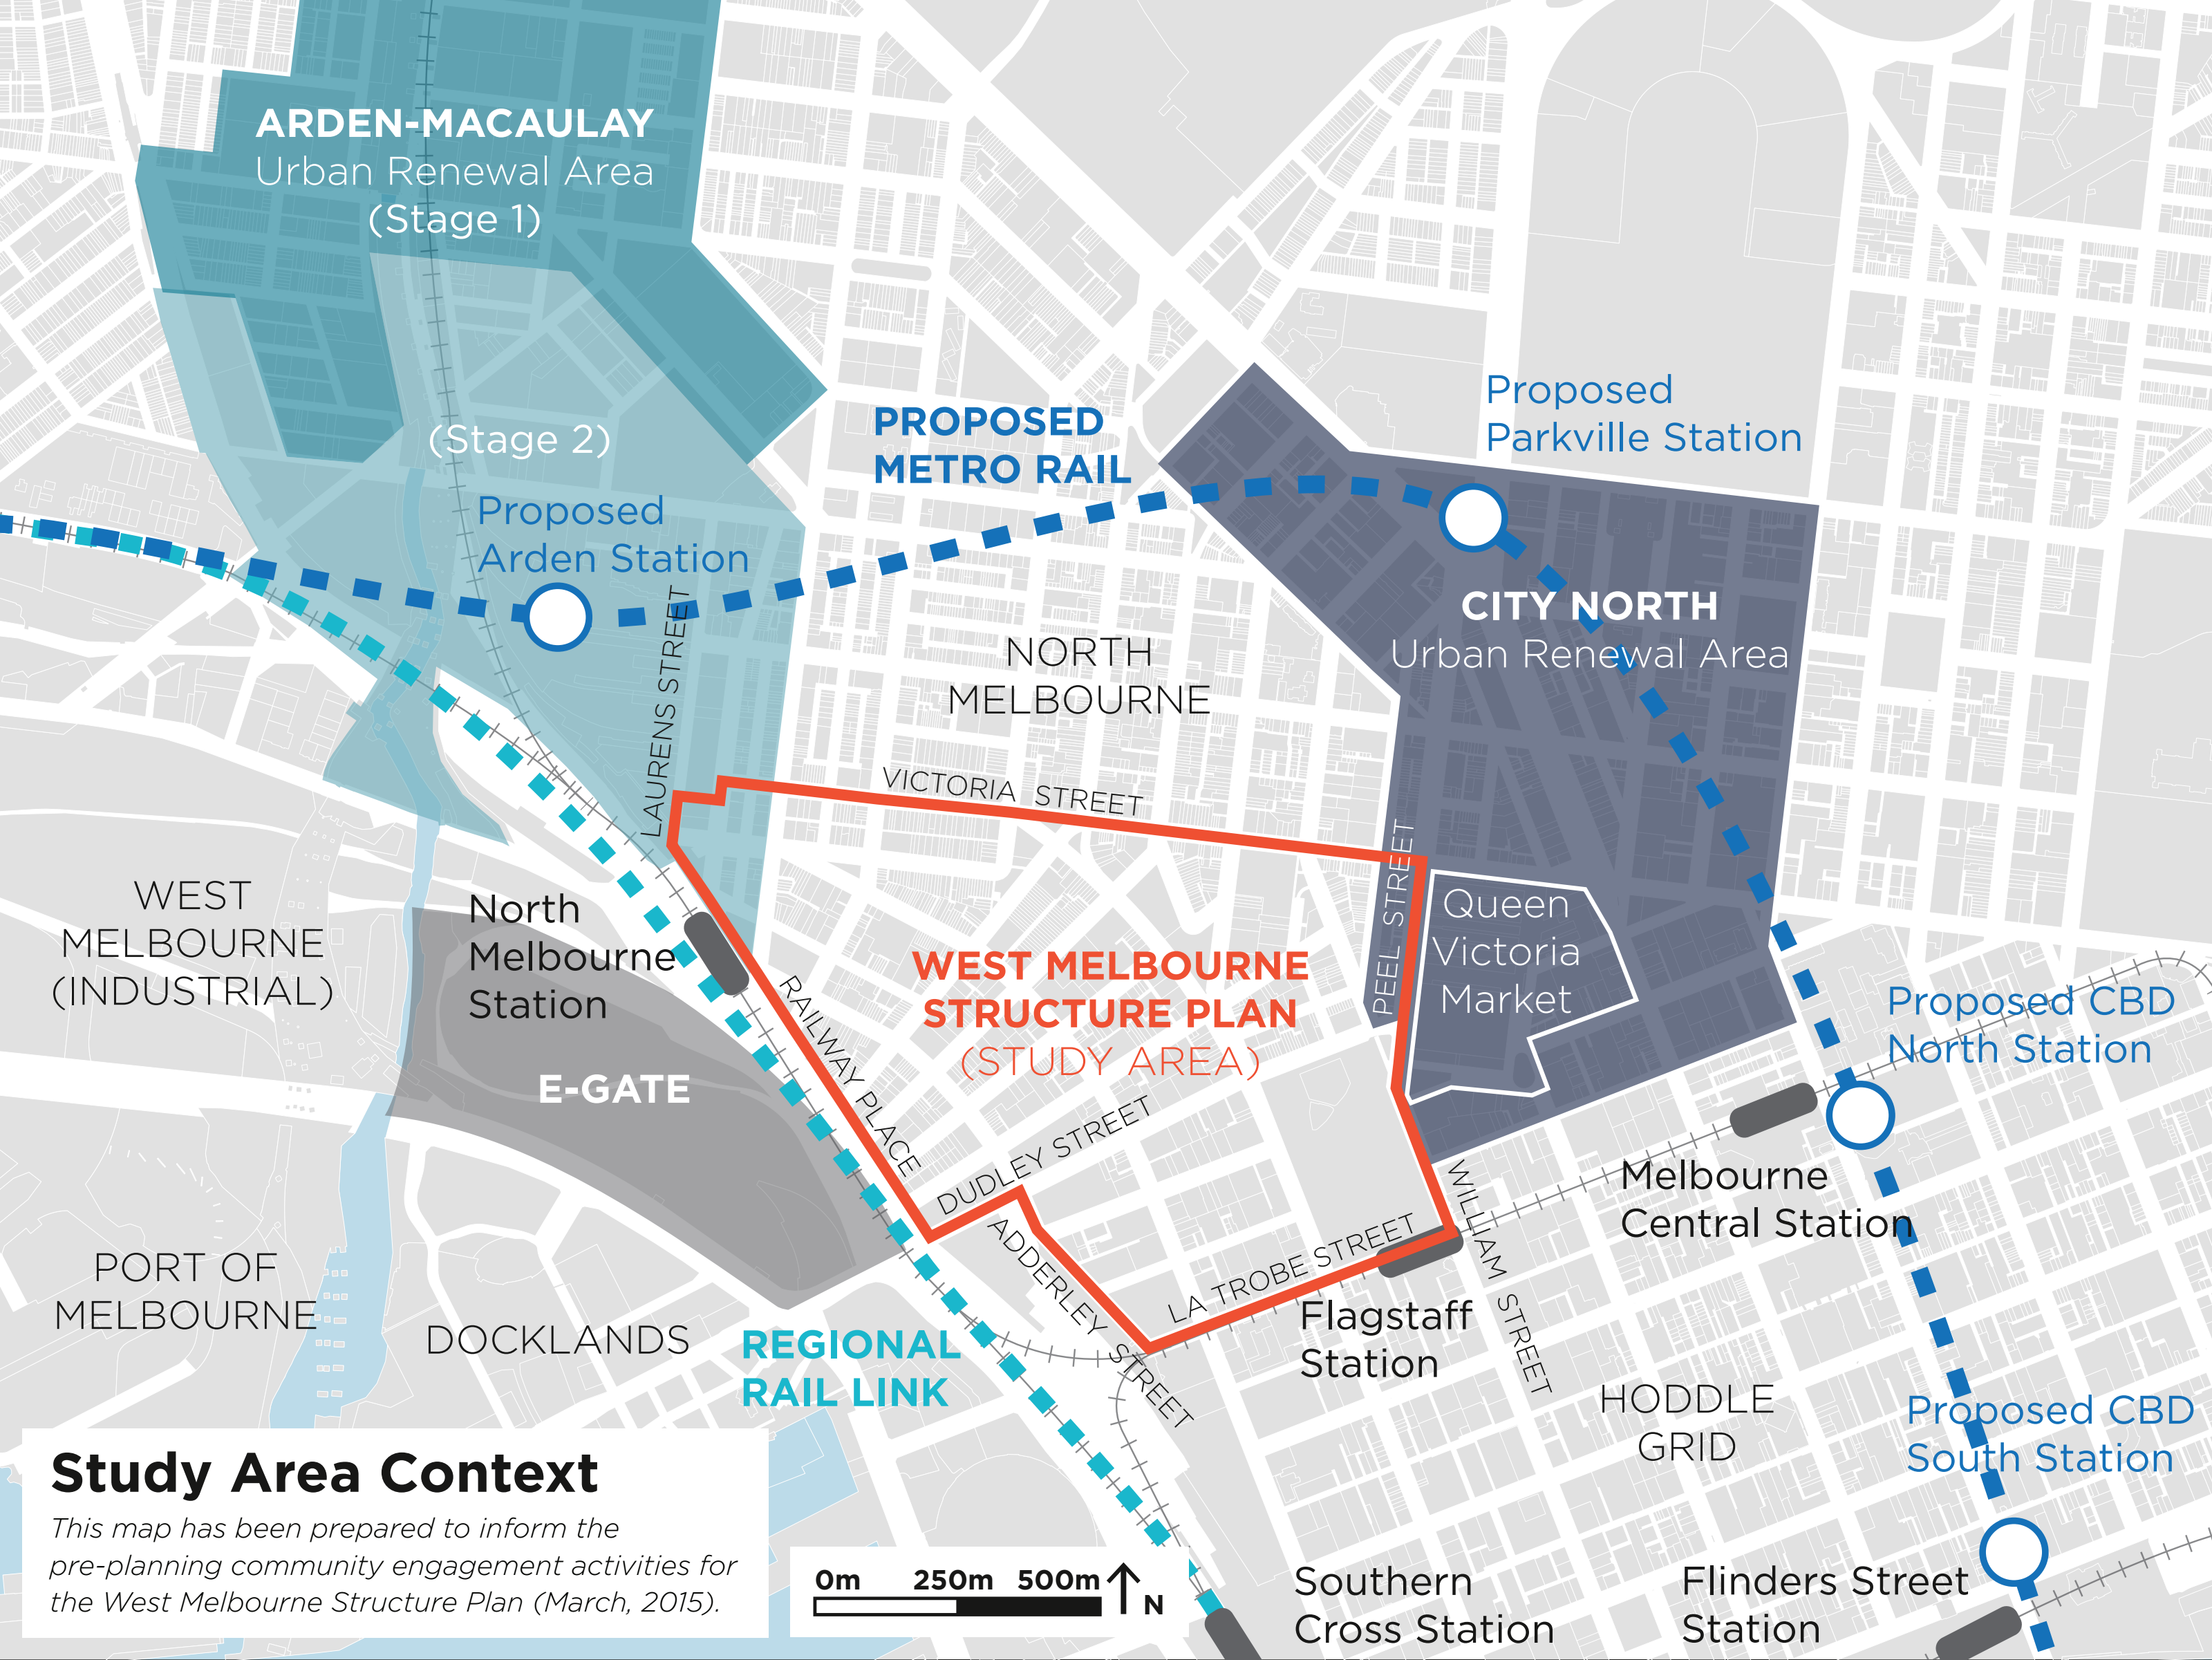 ARDEN-MACAULAY
Urban Renewal Area
(Stage 1)
(Stage 2)
Proposed
Arden Station
PROPOSED
METRO RAIL
Proposed
Parkville Station
CITY NORTH
Urban Renewal Area
NORTH
MELBOURNE
LAURENS STREET
VICTORIA STREET
PEEL STREET
Queen
Victoria
Market
WEST
MELBOURNE
(INDUSTRIAL)
North
Melbourne
Station
WEST MELBOURNE
STRUCTURE PLAN
(STUDY AREA)
RAILWAY PLACE
E-GATE
DUDLEY STREET
ADDERLEY STREET
LA TROBE STREET
WILLIAM STREET
Proposed CBD
North Station
Melbourne
Central Station
Flagstaff
Station
PORT OF
MELBOURNE
DOCKLANDS
REGIONAL
RAIL LINK
HODDLE
GRID
Proposed CBD
South Station
Study Area Context
This map has been prepared to inform the
pre-planning community engagement activities for
the West Melbourne Structure Plan (March, 2015).
0m 250m 500m
N
Southern
Cross Station
Flinders Street
Station